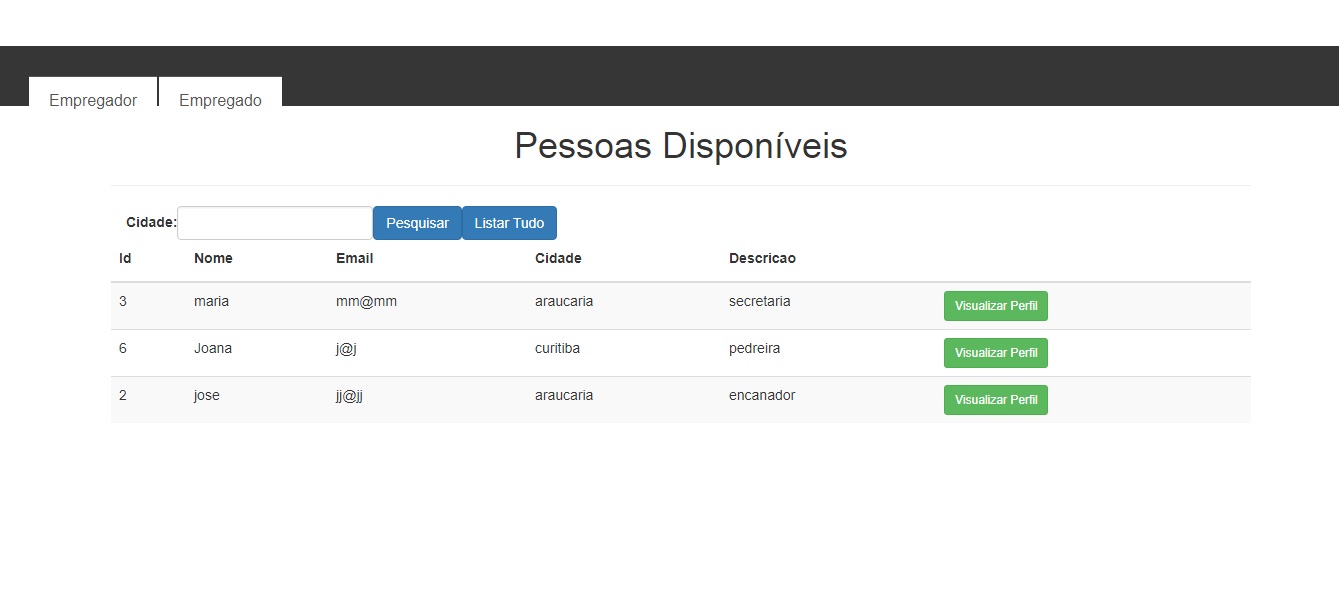 Empregador Empregado
Pessoas Disponíveis
Cidade: Pesquisar Listar Tudo
Id Nome Email Cidade Descricao
3 maria mm@mm araucaria secretaria Visualizar Perfil
6 Joana j@j curitiba pedreira Visualizar Perfil
2 jose jj@jj araucaria encanador Visualizar Perfil